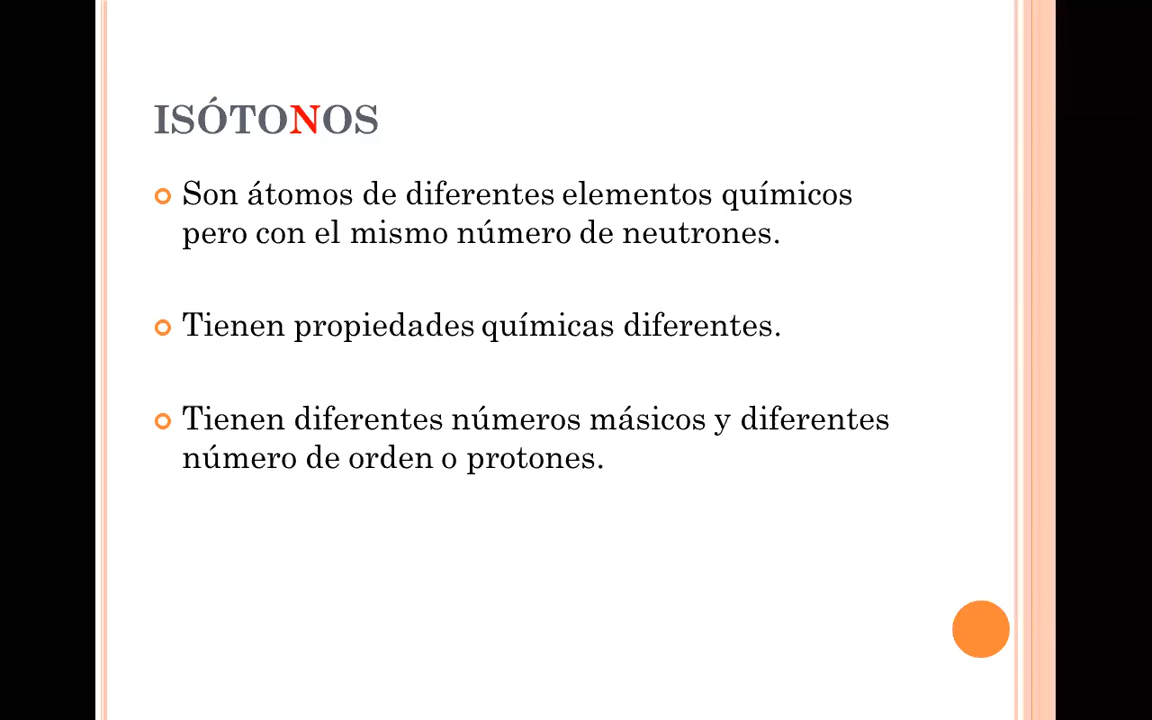 ISÓTONOS
Son átomos de diferentes elementos químicos
pero con el mismo número de neutrones.
Tienen propiedades químicas diferentes.
Tienen diferentes números másicos y diferentes
número de orden o protones.